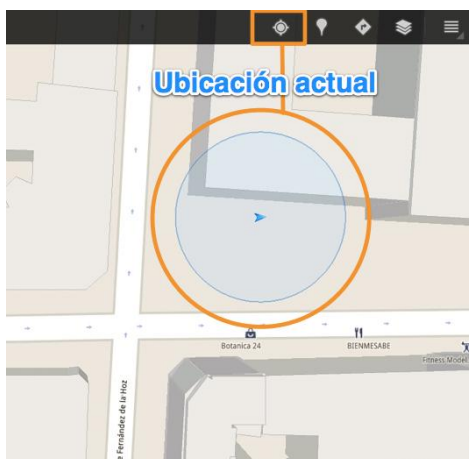 Ubicación actual
Botanica 24
BIENMESABE
Fitness Model
e Fernández de la Hoz